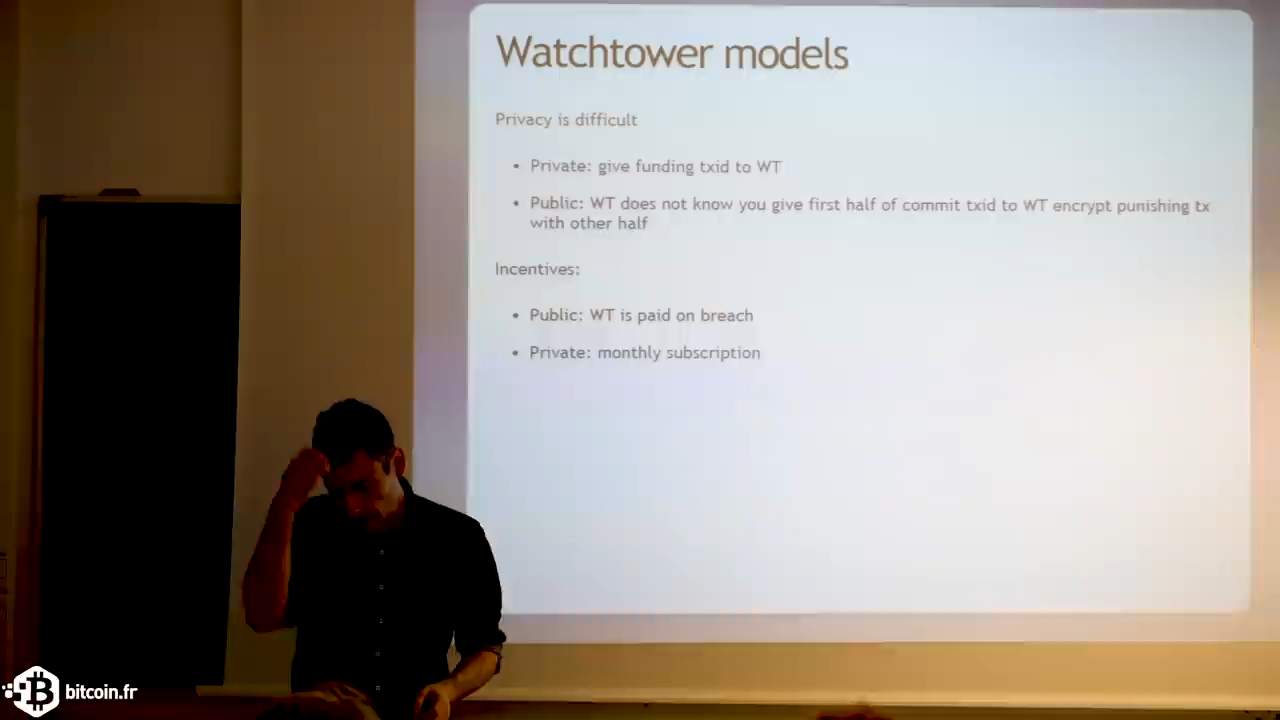 Watchtower models
Privacy is difficult
• Private: give funding txid to WT
• Public: WT does not know you give first half of commit txid to WT encrypt punishing tx
with other half
Incentives:
• Public: WT is paid on breach
• Private: monthly subscription
bitcoin.fr